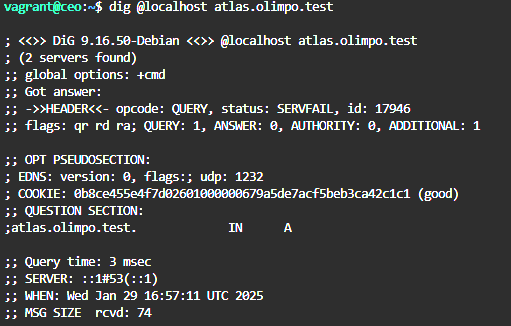 vagrant@ceo:~$ dig @localhost atlas.olimpo.test
; <<>> DiG 9.16.50-Debian <<>> @localhost atlas.olimpo.test
; (2 servers found)
;; global options: +cmd
;; Got answer:
;; ->>HEADER<<- opcode: QUERY, status: SERVFAIL, id: 17946
;; flags: qr rd ra; QUERY: 1, ANSWER: 0, AUTHORITY: 0, ADDITIONAL: 1
;; OPT PSEUDOSECTION:
; EDNS: version: 0, flags:; udp: 1232
; COOKIE: 0b8ce455e4f7d02601000000679a5de7acf5beb3ca42c1c1 (good)
;; QUESTION SECTION:
;atlas.olimpo.test. IN A
;; Query time: 3 msec
;; SERVER: ::1#53(::1)
;; WHEN: Wed Jan 29 16:57:11 UTC 2025
;; MSG SIZE rcvd: 74